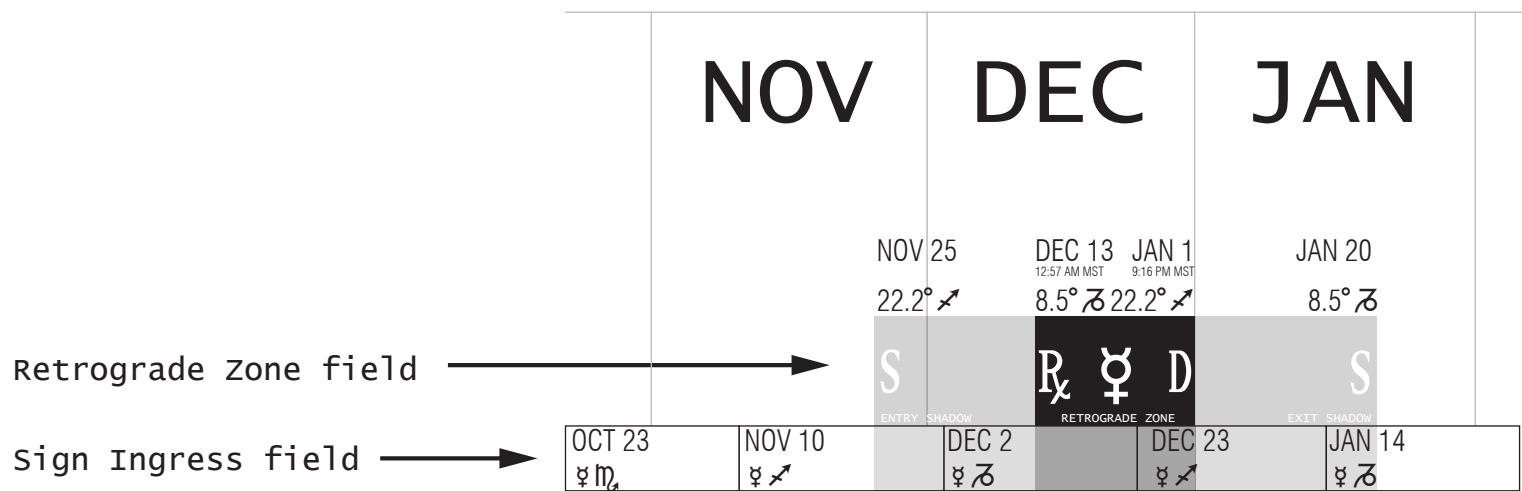 NOV DEC JAN
NOV 25 DEC 13 JAN 1 JAN 20
12:57 AM MST 9:16 PM MST
22.2° ♐ 8.5° ♑ 22.2° ♐ 8.5° ♑
Retrograde Zone field
S ℞ ☿ D S
ENTRY SHADOW RETROGRADE ZONE EXIT SHADOW
Sign Ingress field
OCT 23 NOV 10 DEC 2 DEC 23 JAN 14
☿ ♏ ☿ ♐ ☿ ♑ ☿ ♐ ☿ ♑